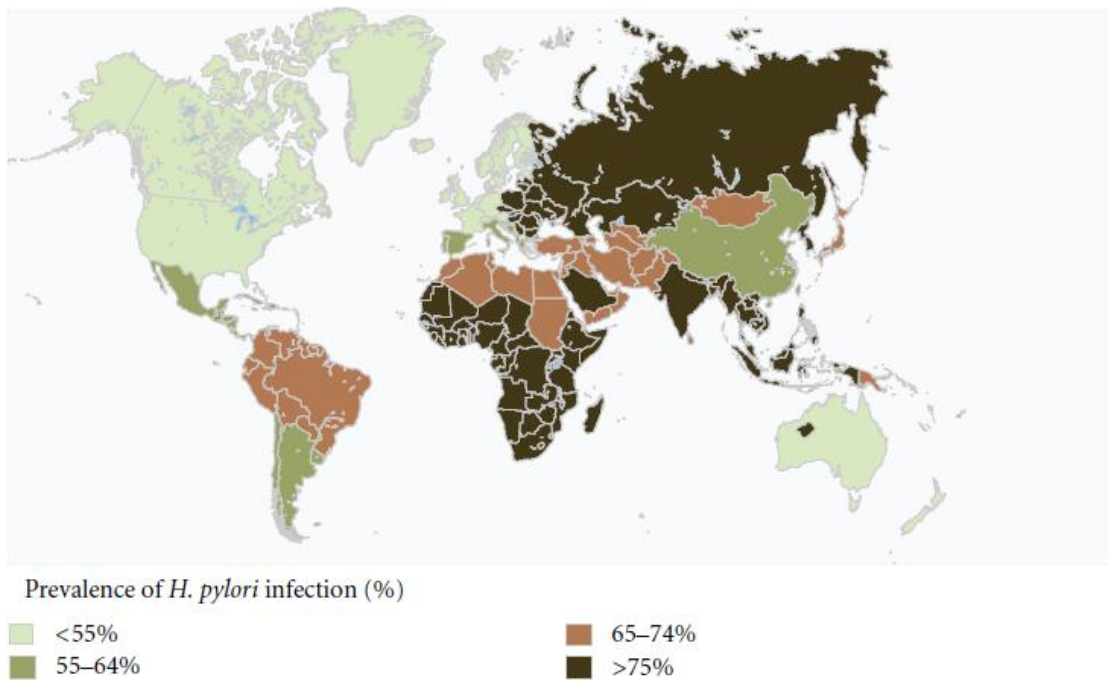 Prevalence of H. pylori infection (%)
<55%
55–64%
65–74%
>75%